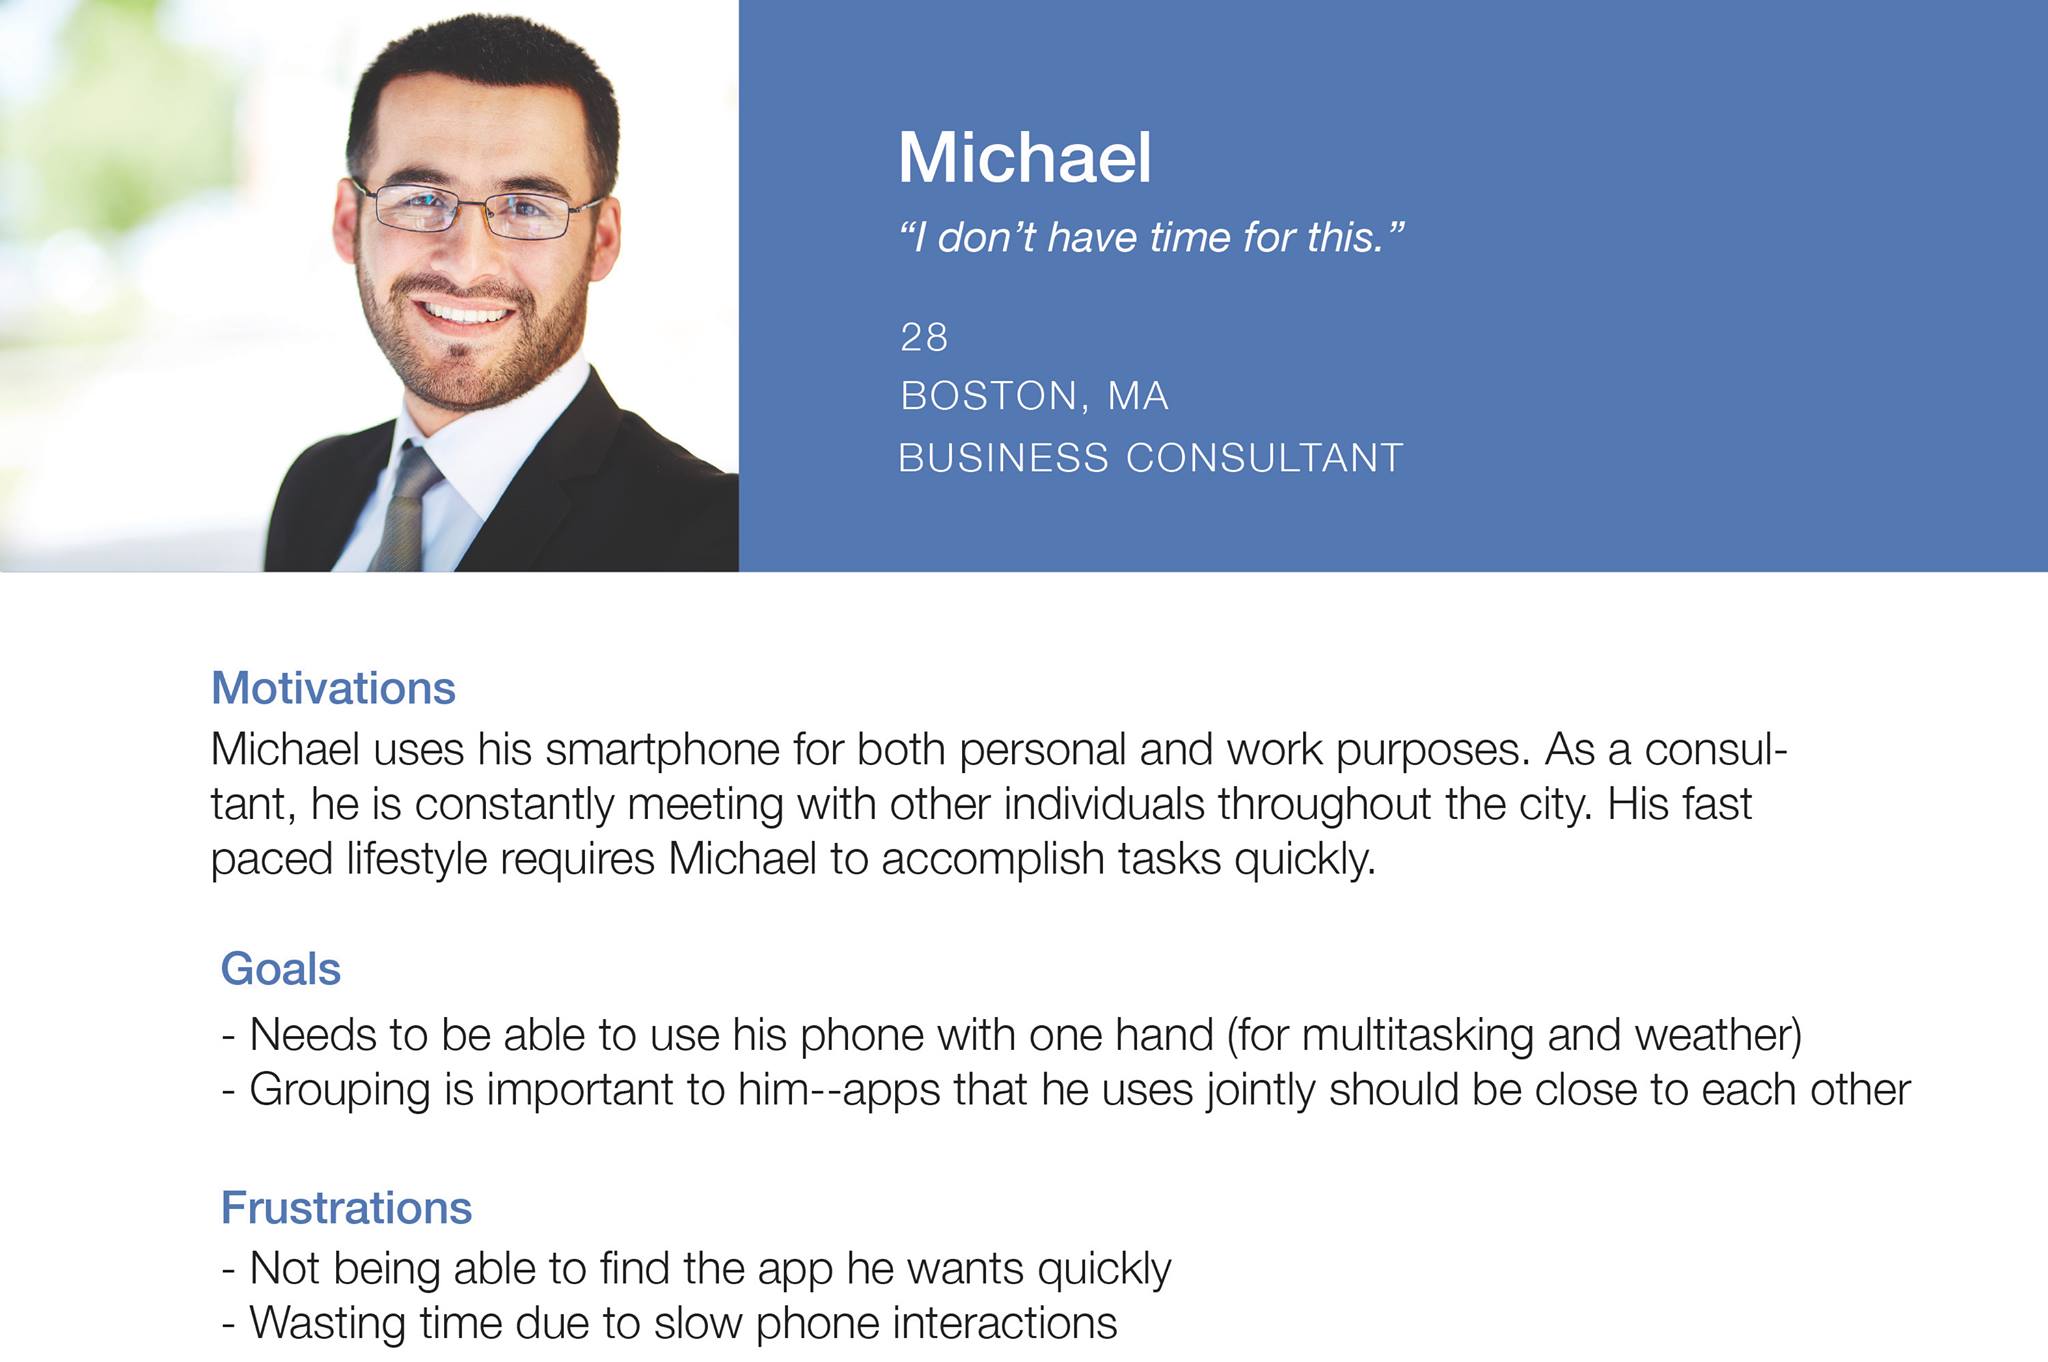 Michael
“I don’t have time for this.”
28
BOSTON, MA
BUSINESS CONSULTANT
Motivations
Michael uses his smartphone for both personal and work purposes. As a consul-
tant, he is constantly meeting with other individuals throughout the city. His fast
paced lifestyle requires Michael to accomplish tasks quickly.
Goals
- Needs to be able to use his phone with one hand (for multitasking and weather)
- Grouping is important to him--apps that he uses jointly should be close to each other
Frustrations
- Not being able to find the app he wants quickly
- Wasting time due to slow phone interactions